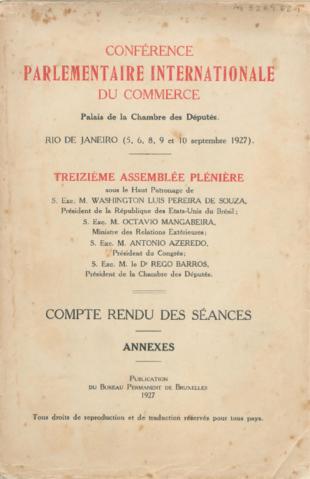 CONFÉRENCE
PARLEMENTAIRE INTERNATIONALE
DU COMMERCE
Palais de la Chambre des Députés.
RIO DE JANEIRO (5, 6, 8, 9 et 10 septembre 1927).
TREIZIÈME ASSEMBLÉE PLÉNIÈRE
sous le Haut Patronage de
S. Exc. M. WASHINGTON LUIS PEREIRA DE SOUZA,
Président de la République des Etats-Unis du Brésil;
S. Exc. M. OCTAVIO MANGABEIRA,
Ministre des Relations Extérieures;
S. Exc. M. ANTONIO AZEREDO,
Président du Congrès;
S. Exc. M. le Dr REGO BARROS,
Président de la Chambre des Députés.
COMPTE RENDU DES SÉANCES
ANNEXES
PUBLICATION
DU BUREAU PERMANENT DE BRUXELLES
1927
Tous droits de reproduction et de traduction réservés pour tous pays.